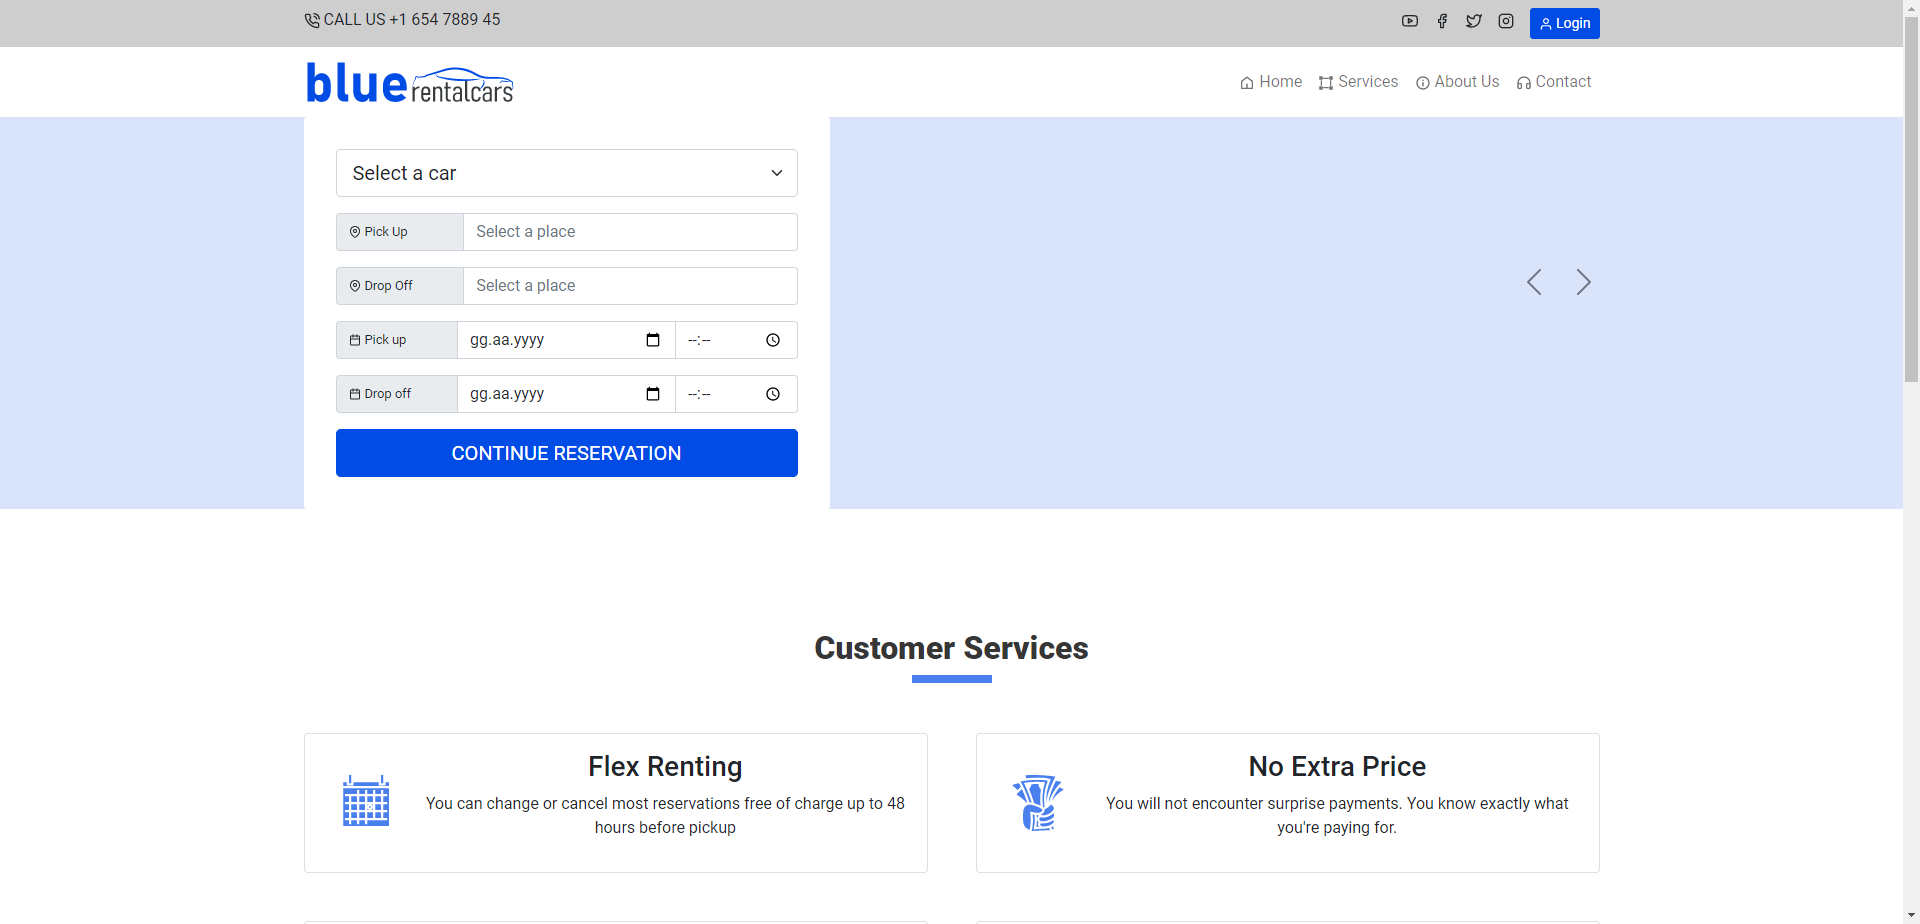 CALL US +1 654 7889 45
Login
blue rentalcars
Home
Services
About Us
Contact
Select a car
Pick Up
Select a place
Drop Off
Select a place
Pick up
gg.aa.yyyy
--:--
Drop off
gg.aa.yyyy
--:--
CONTINUE RESERVATION
Customer Services
Flex Renting
You can change or cancel most reservations free of charge up to 48
hours before pickup
No Extra Price
You will not encounter surprise payments. You know exactly what
you're paying for.